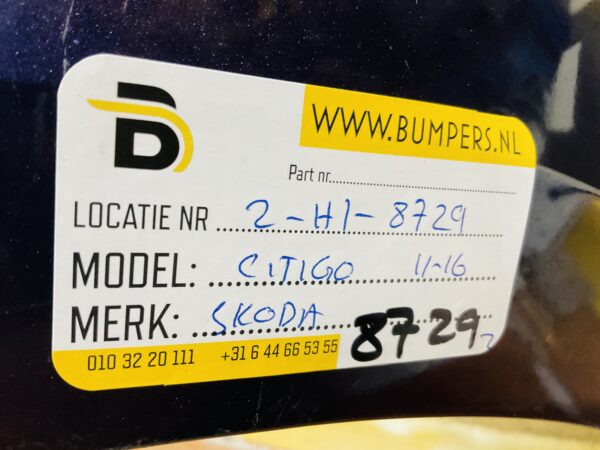 WWW.BUMPERS.NL
Part nr.
LOCATIE NR 2-H1-8729
MODEL: CITIGO 11-16
MERK: SKODA
8729
010 32 20 111 +31 6 44 66 53 55